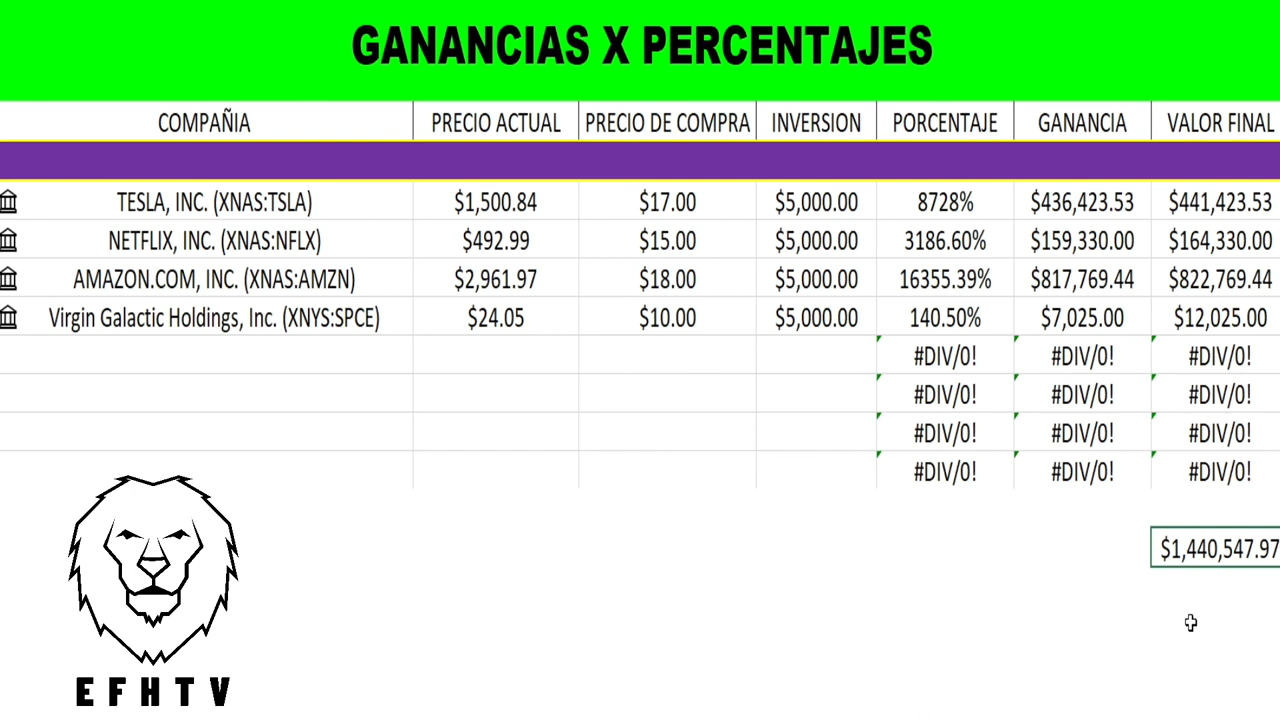 GANANCIAS X PERCENTAJES
COMPAÑIA PRECIO ACTUAL PRECIO DE COMPRA INVERSION PORCENTAJE GANANCIA VALOR FINAL
TESLA, INC. (XNAS:TSLA) $1,500.84 $17.00 $5,000.00 8728% $436,423.53 $441,423.53
NETFLIX, INC. (XNAS:NFLX) $492.99 $15.00 $5,000.00 3186.60% $159,330.00 $164,330.00
AMAZON.COM, INC. (XNAS:AMZN) $2,961.97 $18.00 $5,000.00 16355.39% $817,769.44 $822,769.44
Virgin Galactic Holdings, Inc. (XNYS:SPCE) $24.05 $10.00 $5,000.00 140.50% $7,025.00 $12,025.00
#DIV/0! #DIV/0! #DIV/0!
#DIV/0! #DIV/0! #DIV/0!
#DIV/0! #DIV/0! #DIV/0!
#DIV/0! #DIV/0! #DIV/0!
$1,440,547.97
EFHTV